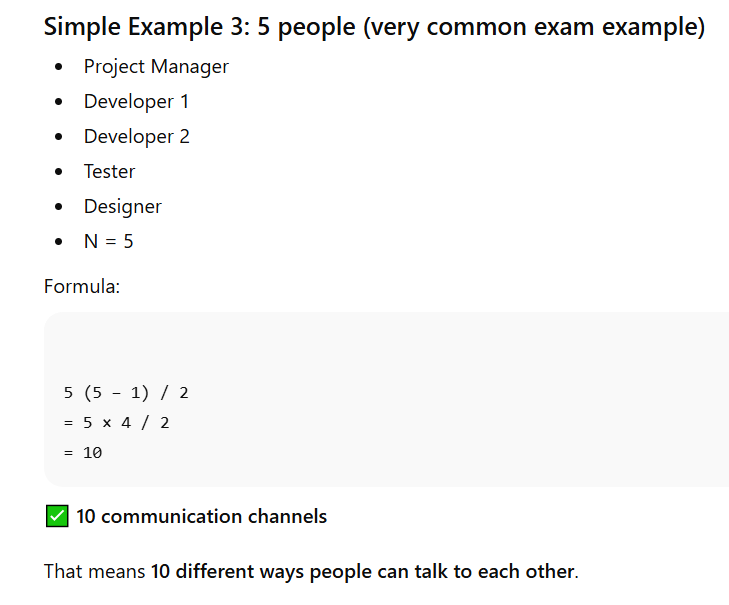 Simple Example 3: 5 people (very common exam example)
• Project Manager
• Developer 1
• Developer 2
• Tester
• Designer
• N = 5
Formula:
5 (5 - 1) / 2
= 5 × 4 / 2
= 10
✅ 10 communication channels
That means 10 different ways people can talk to each other.